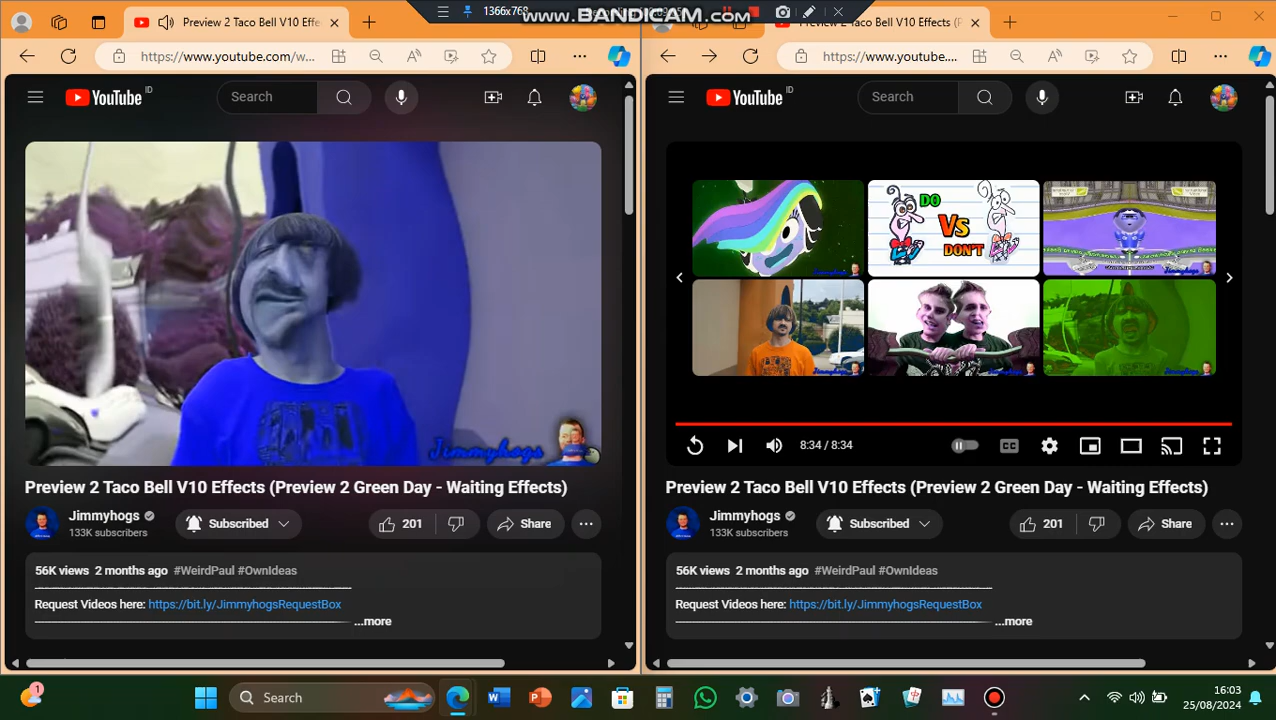 1366x768
www.BANDICAM.com
Preview 2 Taco Bell V10 Effe
Preview 2 Taco Bell V10 Effects (P
https://www.youtube.com/w...
https://www.youtube....
YouTube ID
Search
YouTube ID
Search
Jimmyhogs
DO
Vs
DON'T
8:34 / 8:34
CC
Preview 2 Taco Bell V10 Effects (Preview 2 Green Day - Waiting Effects)
Jimmyhogs
133K subscribers
Subscribed
201
Share
56K views 2 months ago #WeirdPaul #OwnIdeas
Request Videos here: https://bit.ly/JimmyhogsRequestBox
...more
Preview 2 Taco Bell V10 Effects (Preview 2 Green Day - Waiting Effects)
Jimmyhogs
133K subscribers
Subscribed
201
Share
56K views 2 months ago #WeirdPaul #OwnIdeas
Request Videos here: https://bit.ly/JimmyhogsRequestBox
...more
1
Search
16:03
25/08/2024